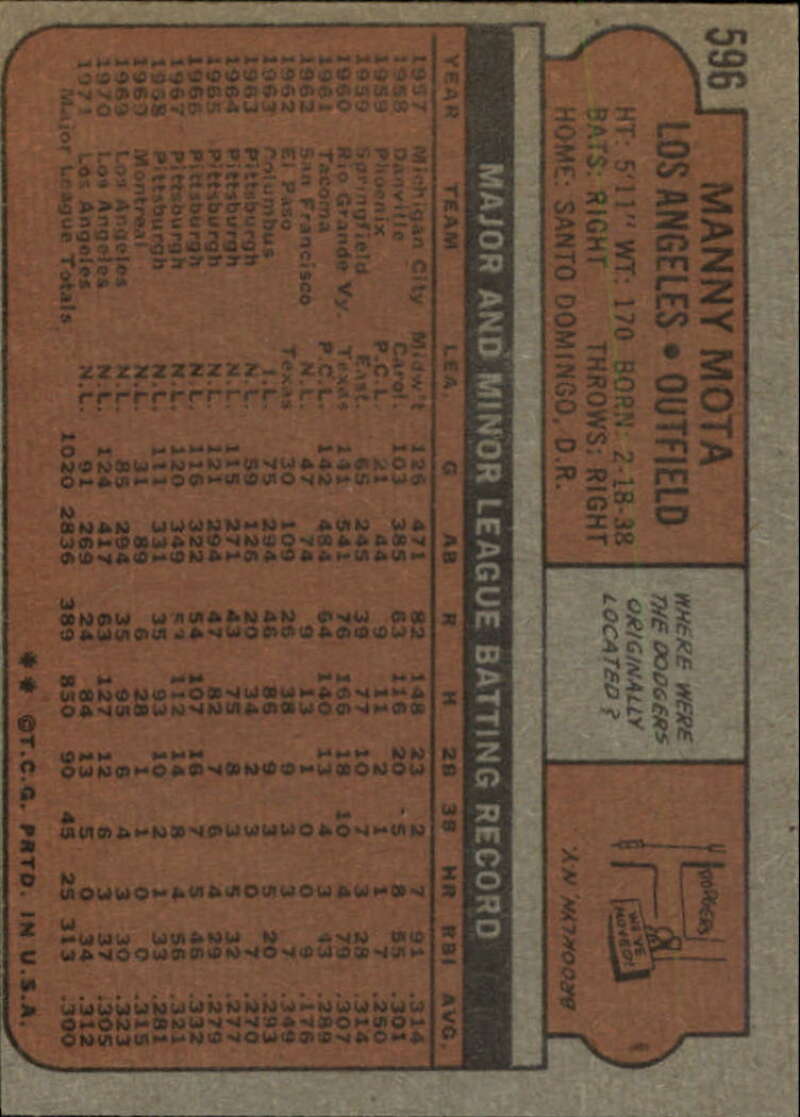 596
MANNY MOTA
LOS ANGELES • OUTFIELD
HT: 5'11" WT: 170 BORN: 2-18-38
BATS: RIGHT THROWS: RIGHT
HOME: SANTO DOMINGO, D.R.
WHERE WERE
THE DODGERS
ORIGINALLY
LOCATED?
DODGERS
WE'VE
MOVED!
BROOKLYN, N.Y.
MAJOR AND MINOR LEAGUE BATTING RECORD
YEAR TEAM LEA. G AB R H 2B 3B HR RBI AVG.
1957 Michigan City Midw't 126 471 82 148 23 2 7 91 .314
1958 Danville Carol. 103 385 63 116 20 5 8 55 .301
1959 Phoenix P.C.L. 21 44 9 11 2 1 1 7 .250
1959 Springfield East. 65 245 39 77 10 7 3 28 .314
1960 Rio Grande Vy. Texas 141 541 76 166 18 10 4 79 .307
1961 Tacoma P.C.L. 142 484 64 140 13 4 3 43 .289
1962 San Francisco N.L. 47 74 9 13 1 0 0 9 .176
1962 El Paso Texas 30 109 26 38 9 3 3 7 .349
1963 Columbus I.L. 75 294 46 86 9 3 5 20 .293
1963 Pittsburgh N.L. 59 126 20 34 2 3 0 7 .270
1964 Pittsburgh N.L. 115 271 43 75 8 3 5 32 .277
1965 Pittsburgh N.L. 121 294 47 82 7 6 4 29 .279
1966 Pittsburgh N.L. 116 322 54 107 16 7 5 46 .332
1967 Pittsburgh N.L. 120 349 53 112 14 8 4 56 .321
1968 Pittsburgh N.L. 111 331 35 93 10 2 1 33 .281
1969 Montreal N.L. 31 89 6 28 1 1 0 0 .315
1969 Los Angeles N.L. 85 294 35 95 6 4 3 30 .323
1970 Los Angeles N.L. 124 417 63 127 12 6 3 37 .305
1971 Los Angeles N.L. 91 269 24 84 13 5 0 34 .312
Major League Totals 1020 2836 389 850 90 45 25 313 .300
** ©T.C.G. PRTD. IN U.S.A.